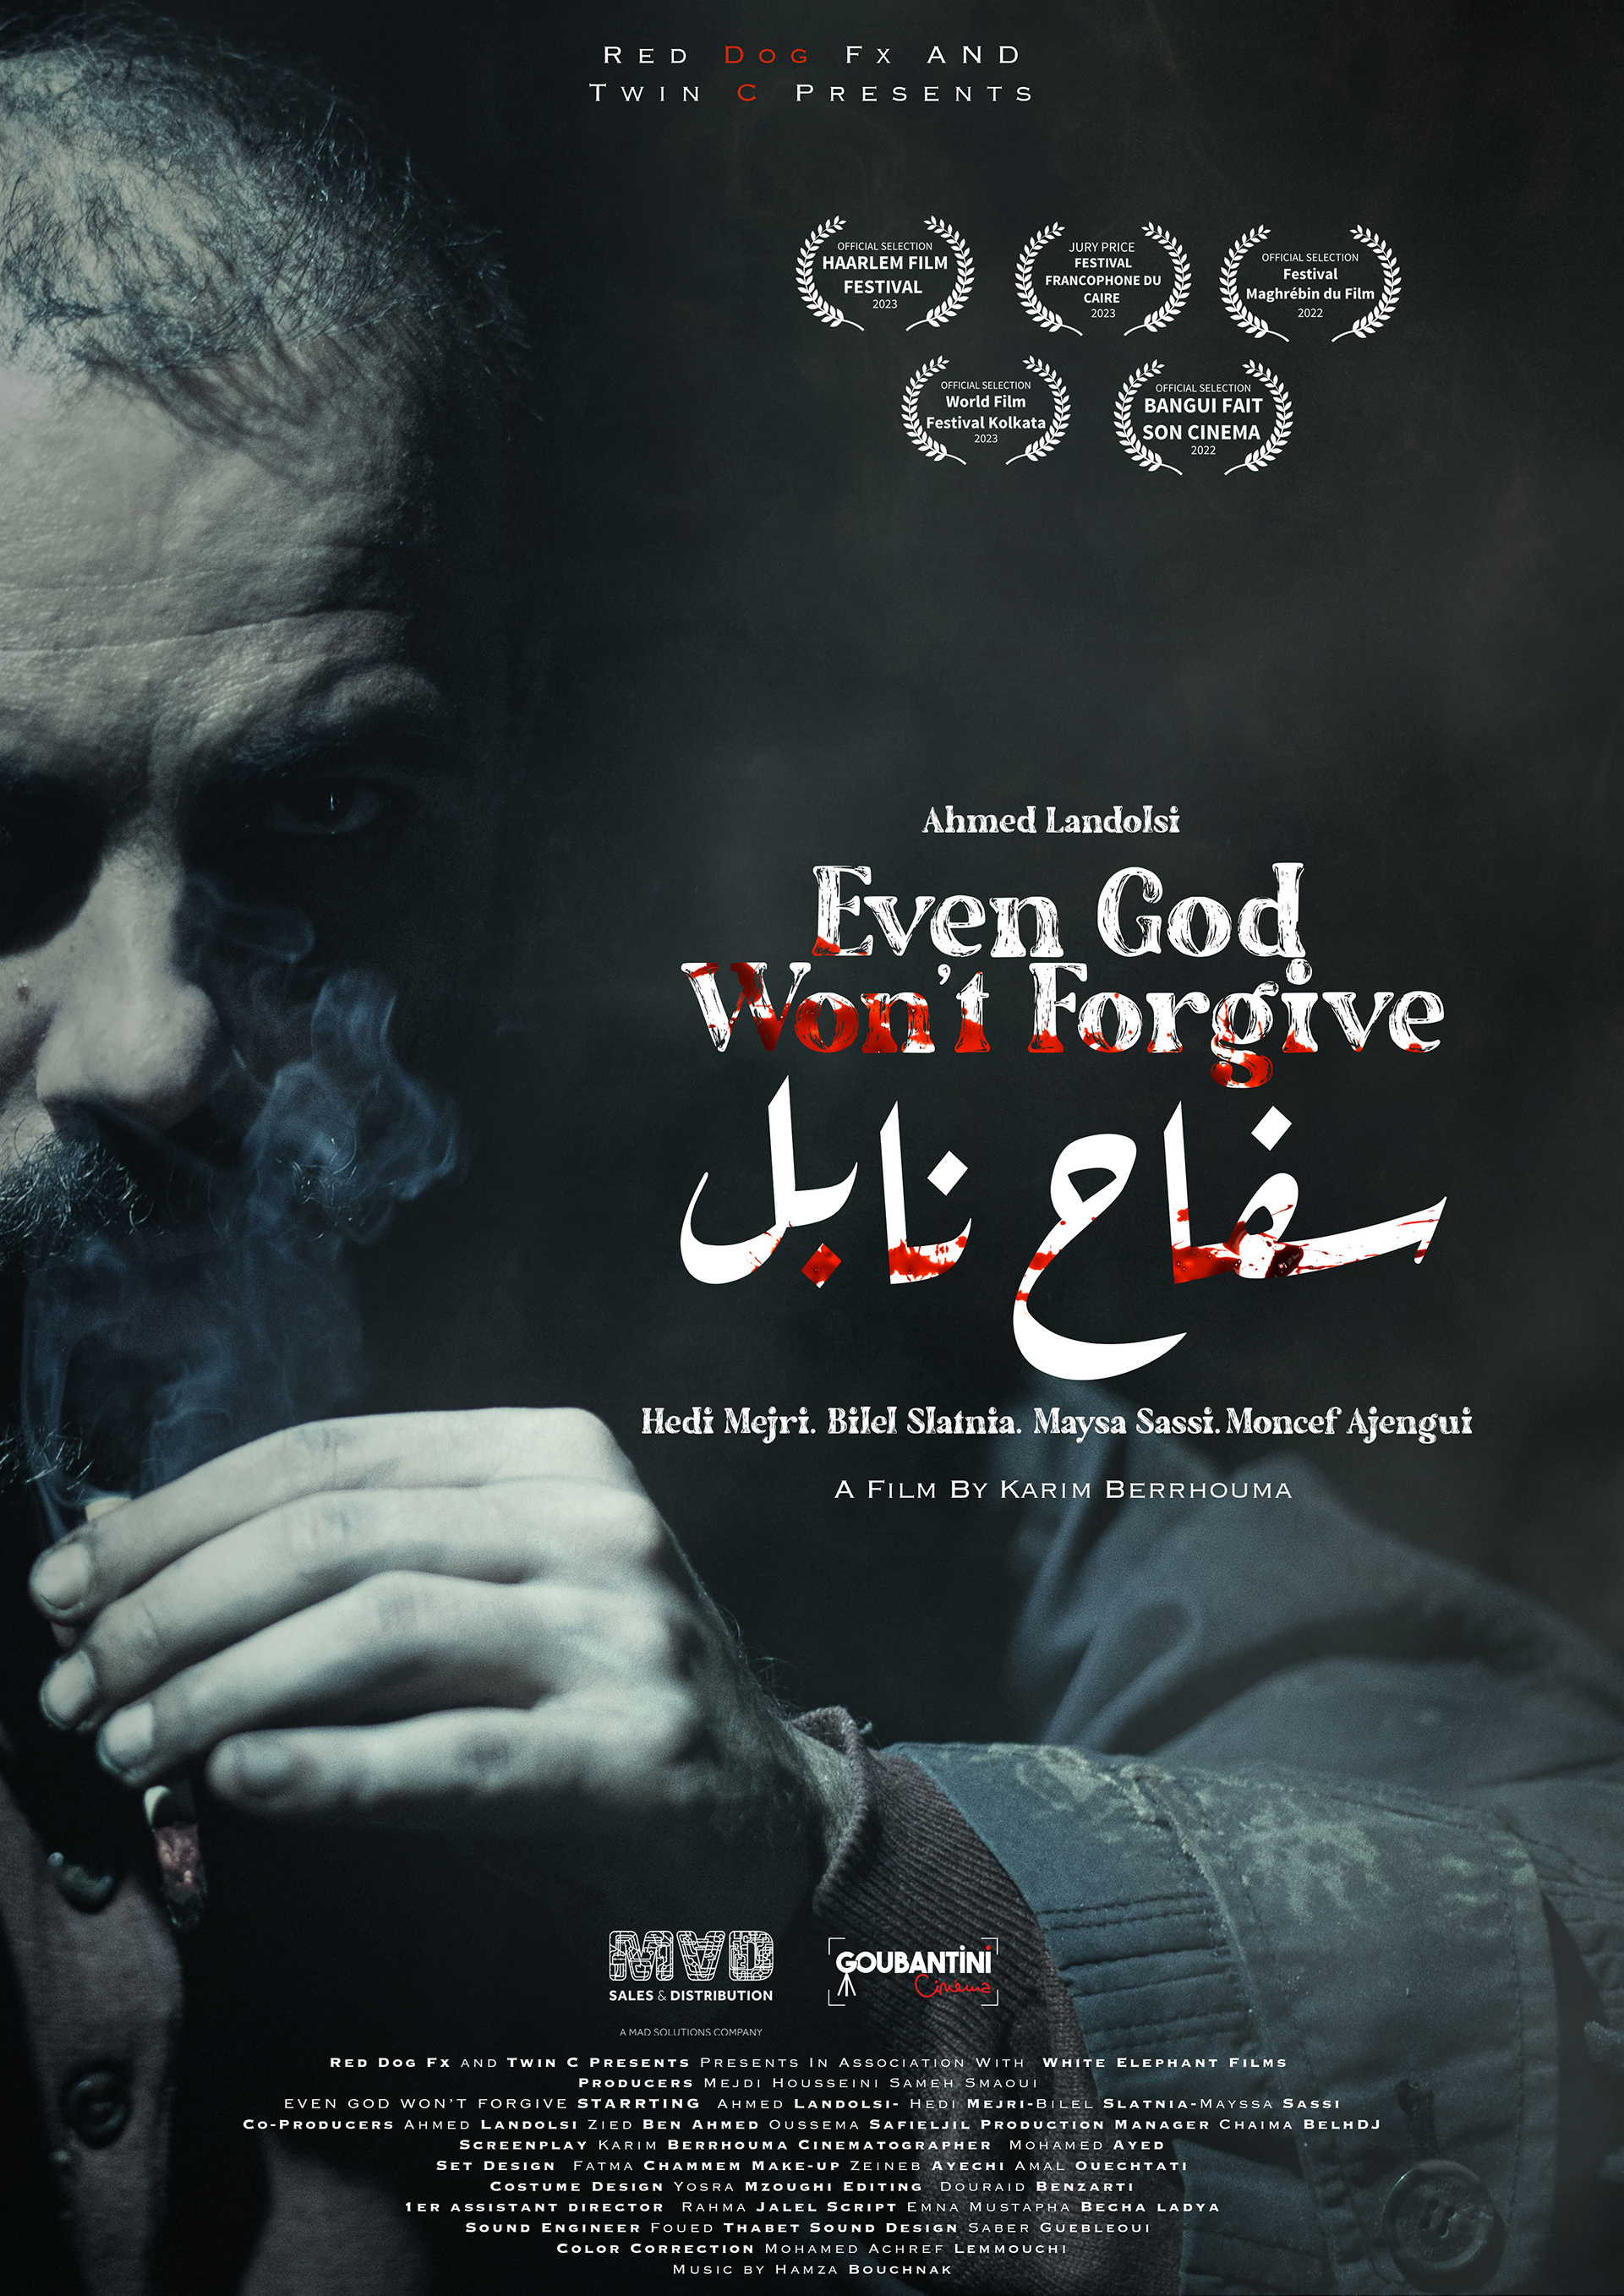 RED DOG FX AND
TWIN C PRESENTS
OFFICIAL SELECTION
HAARLEM FILM
FESTIVAL
2023
JURY PRICE
FESTIVAL
FRANCOPHONE DU
CAIRE
2023
OFFICIAL SELECTION
Festival
Maghrébin du Film
2022
OFFICIAL SELECTION
World Film
Festival Kolkata
2023
OFFICIAL SELECTION
BANGUI FAIT
SON CINEMA
2022
Ahmed Landolsi
Even God
Won't Forgive
سفاح نابل
Hedi Mejri. Bilel Slatnia. Maysa Sassi. Moncef Ajengui
A FILM BY KARIM BERRHOUMA
MAD
SALES & DISTRIBUTION
A MAD SOLUTIONS COMPANY
GOUBANTINI
Cinéma
RED DOG FX AND TWIN C PRESENTS PRESENTS IN ASSOCIATION WITH WHITE ELEPHANT FILMS
PRODUCERS MEJDI HOUSSEINI SAMEH SMAOUI
EVEN GOD WON'T FORGIVE STARRTING AHMED LANDOLSI- HEDI MEJRI-BILEL SLATNIA-MAYSSA SASSI
CO-PRODUCERS AHMED LANDOLSI ZIED BEN AHMED OUSSEMA SAFIELJIL PRODUCTION MANAGER CHAIMA BELHDJ
SCREENPLAY KARIM BERRHOUMA CINEMATOGRAPHER MOHAMED AYED
SET DESIGN FATMA CHAMMEM MAKE-UP ZEINEB AYECHI AMAL OUECHTATI
COSTUME DESIGN YOSRA MZOUGHI EDITING DOURAID BENZARTI
1ER ASSISTANT DIRECTOR RAHMA JALEL SCRIPT EMNA MUSTAPHA BECHA LADYA
SOUND ENGINEER FOUED THABET SOUND DESIGN SABER GUEBLEOUI
COLOR CORRECTION MOHAMED ACHREF LEMMOUCHI
MUSIC BY HAMZA BOUCHNAK